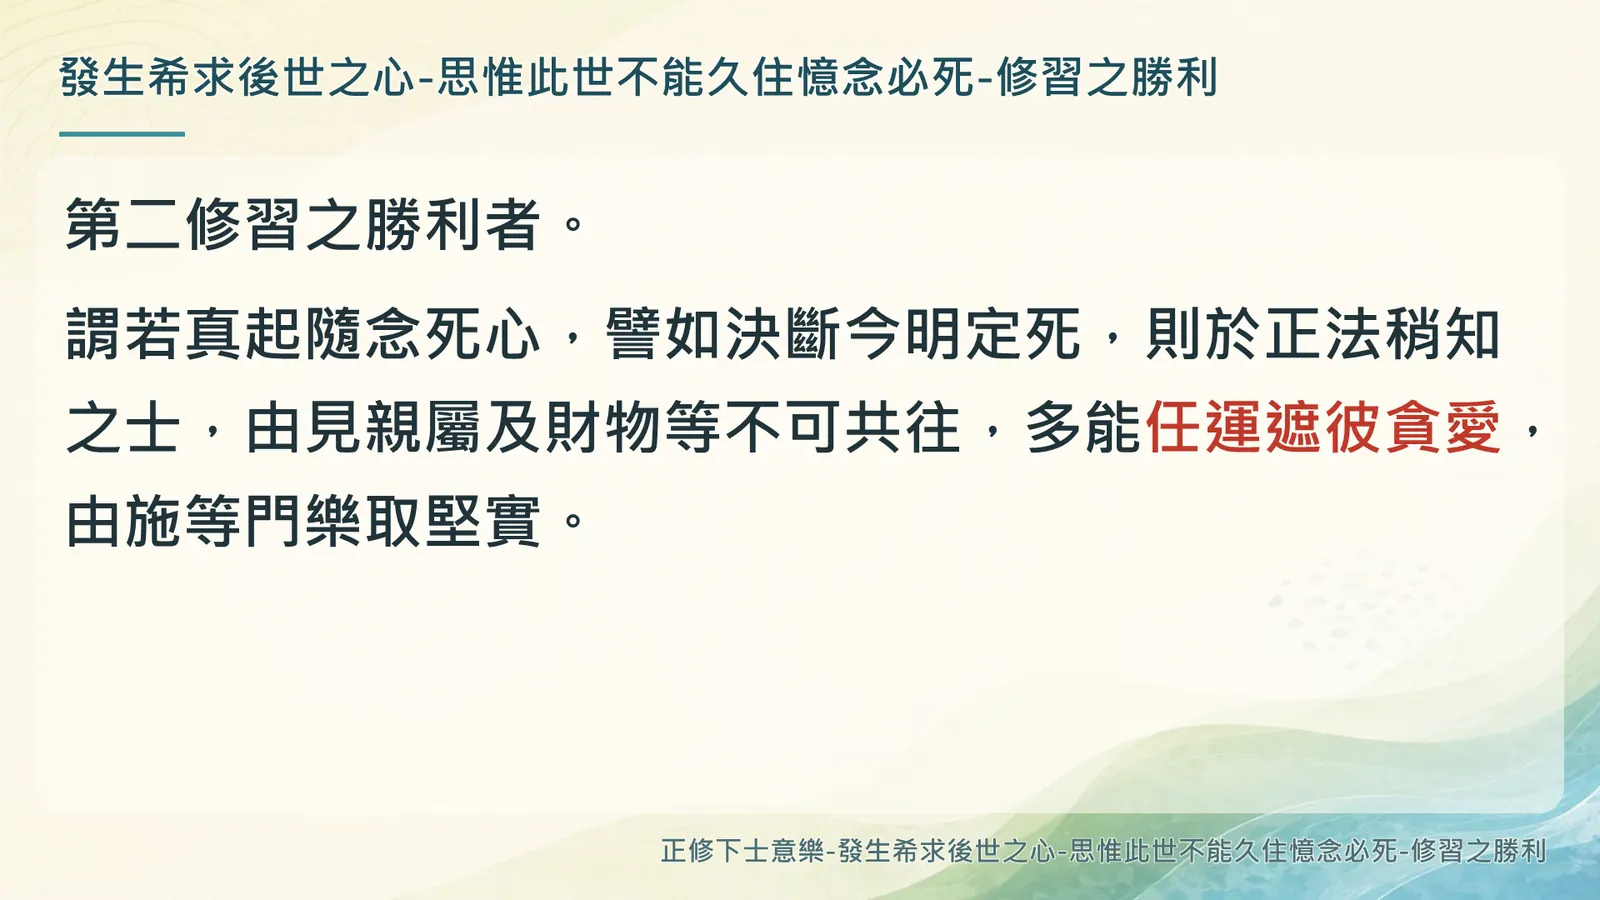 發生希求後世之心-思惟此世不能久住憶念必死-修習之勝利
第二修習之勝利者。
謂若真起隨念死心，譬如決斷今明定死，則於正法稍知
之士，由見親屬及財物等不可共往，多能任運遮彼貪愛，
由施等門樂取堅實。
正修下士意樂-發生希求後世之心-思惟此世不能久住憶念必死-修習之勝利